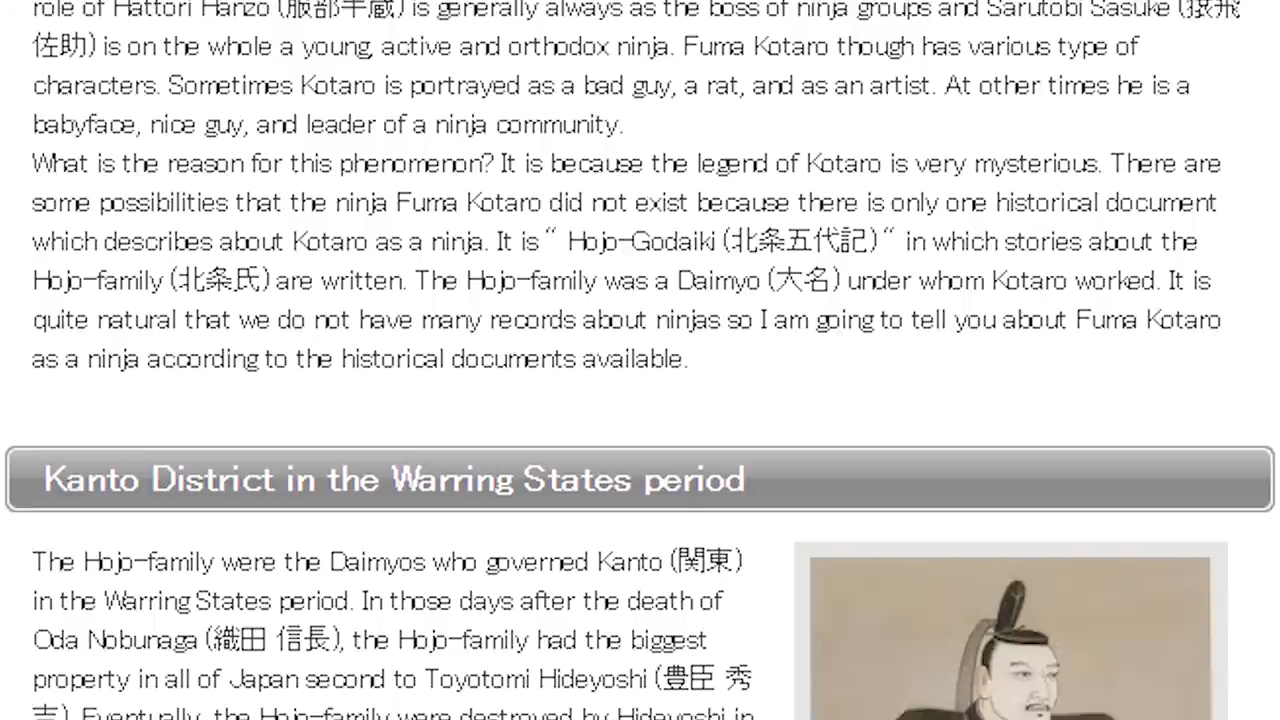 role of Hattori Hanzo (服部半蔵) is generally always as the boss of ninja groups and Sarutobi Sasuke (猿飛
佐助) is on the whole a young, active and orthodox ninja. Fuma Kotaro though has various type of
characters. Sometimes Kotaro is portrayed as a bad guy, a rat, and as an artist. At other times he is a
babyface, nice guy, and leader of a ninja community.
What is the reason for this phenomenon? It is because the legend of Kotaro is very mysterious. There are
some possibilities that the ninja Fuma Kotaro did not exist because there is only one historical document
which describes about Kotaro as a ninja. It is “ Hojo-Godaiki (北条五代記)“ in which stories about the
Hojo-family (北条氏) are written. The Hojo-family was a Daimyo (大名) under whom Kotaro worked. It is
quite natural that we do not have many records about ninjas so I am going to tell you about Fuma Kotaro
as a ninja according to the historical documents available.
Kanto District in the Warring States period
The Hojo-family were the Daimyos who governed Kanto (関東)
in the Warring States period. In those days after the death of
Oda Nobunaga (織田 信長), the Hojo-family had the biggest
property in all of Japan second to Toyotomi Hideyoshi (豊臣 秀
吉). Eventually, the Hojo-family were destroyed by Hideyoshi in